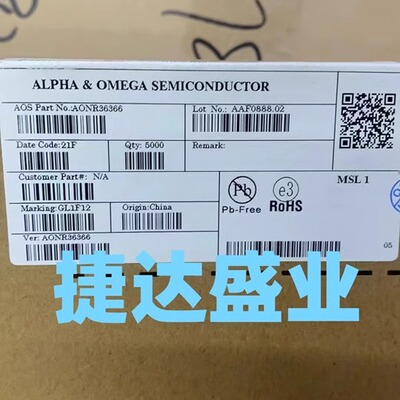 ALPHA & OMEGA SEMICONDUCTOR
AOS Part No.:AONR36366
Lot No.: AAF0888.02
Date Code:21F
Qty: 5000
Remark:
Customer Part#: N/A
Marking:GL1F12
Origin:China
Ver: AONR36366
Pb
Pb-Free
e3
RoHS
MSL 1
05
捷达盛业